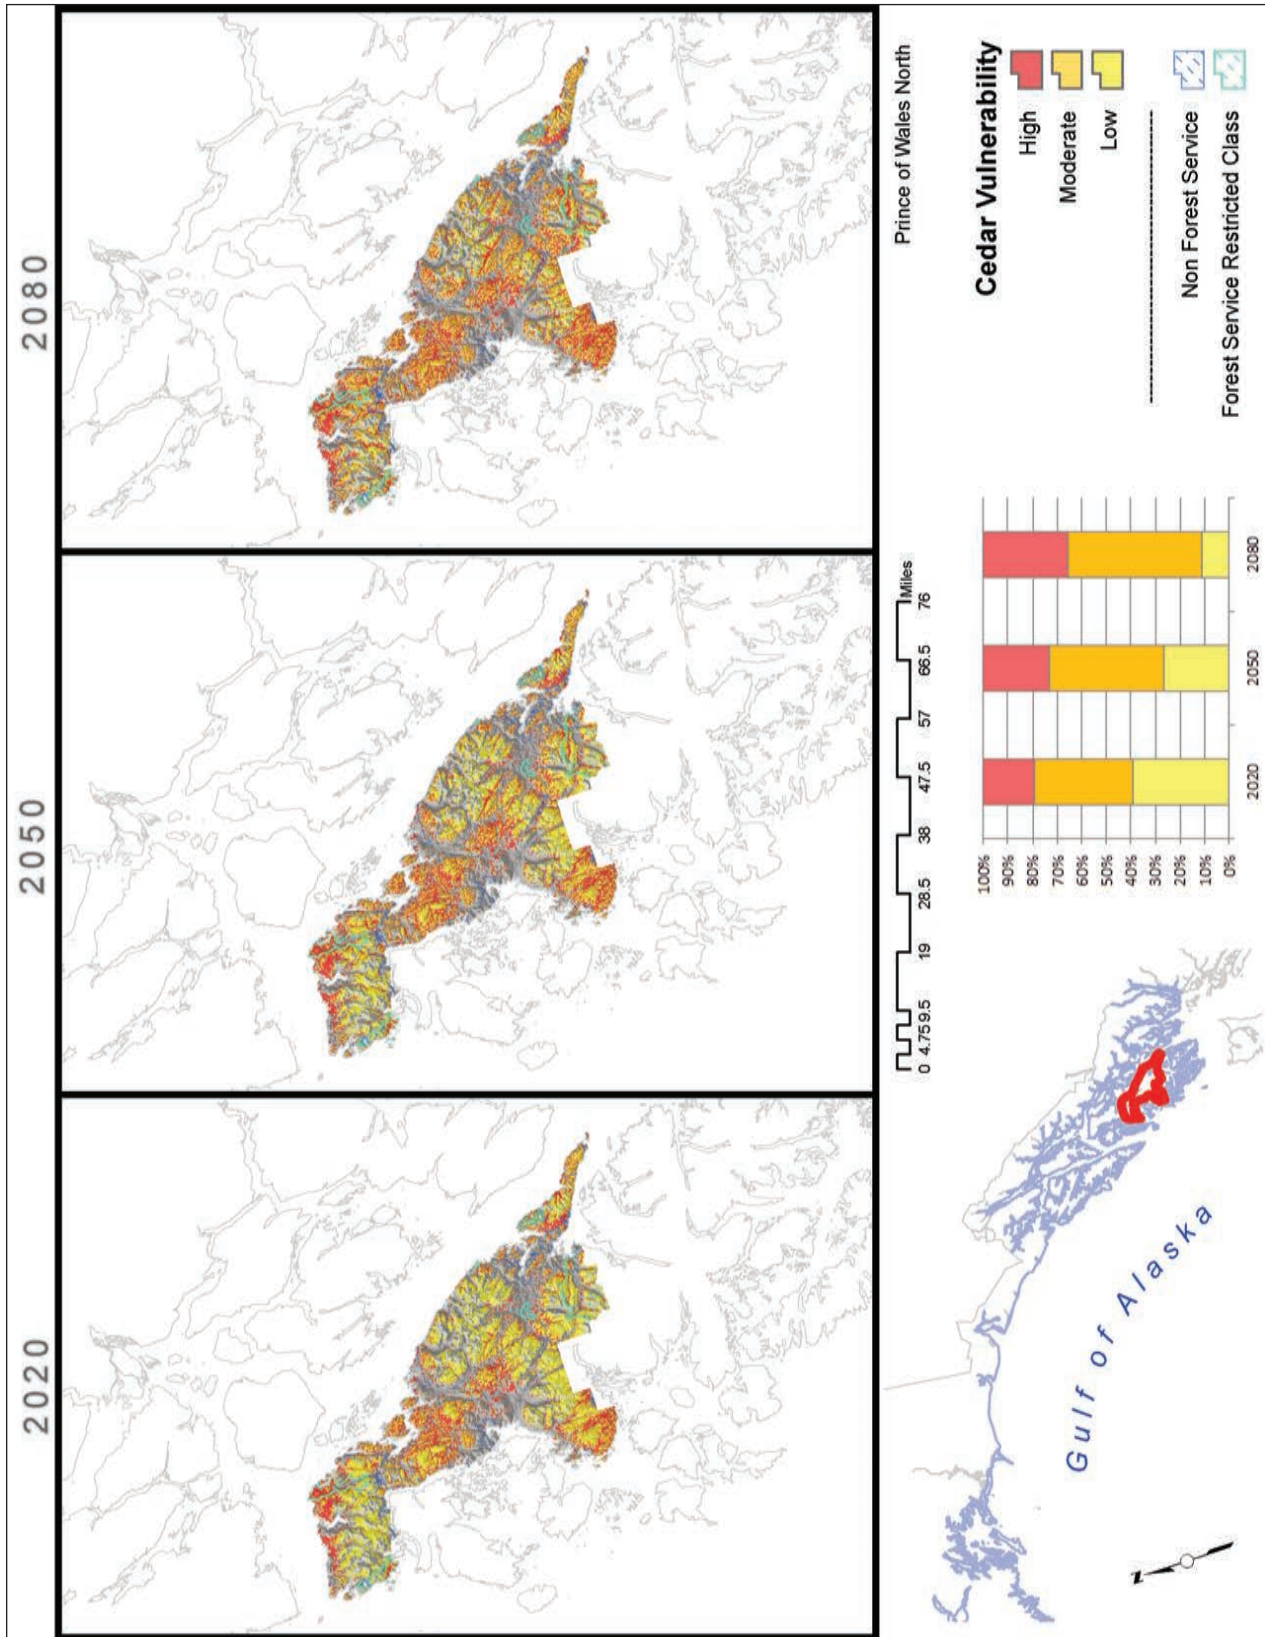 2020
2050
2080
0 4.75 9.5 19 28.5 38 47.5 57 66.5 76
Miles
Prince of Wales North
Gulf of Alaska
N
100%
90%
80%
70%
60%
50%
40%
30%
20%
10%
0%
2020 2050 2080
Cedar Vulnerability
High
Moderate
Low
Non Forest Service
Forest Service Restricted Class